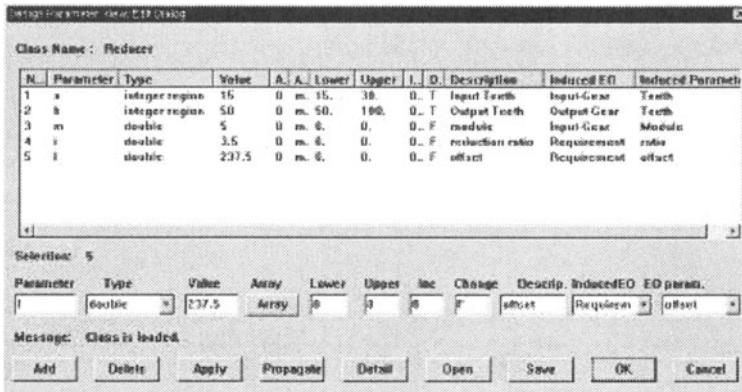 Design Parameter View/Edit Dialog
Class Name : Reducer
N... Parameter Type Value A.. A.. Lower Upper I... D.. Description Induced EO Induced Paramete
1 a integer region 15 0 m.. 15. 30. 0.. T Input Teeth Input-Gear Teeth
2 b integer region 50 0 m.. 50. 100. 0.. T Output Teeth Output-Gear Teeth
3 m double 5 0 m.. 0. 0. 0.. F module Input-Gear Module
4 i double 3.5 0 m.. 0. 0. 0.. F reduction ratio Requirement ratio
5 l double 237.5 0 m.. 0. 0. 0.. F offset Requirement offset
Selection: 5
Parameter Type Value Array Lower Upper Inc Change Descrip. InducedEO EO param.
l double 237.5 Array 0 0 0 F offset Requirem offset
Message: Class is loaded.
Add Delete Apply Propagate Detail Open Save OK Cancel